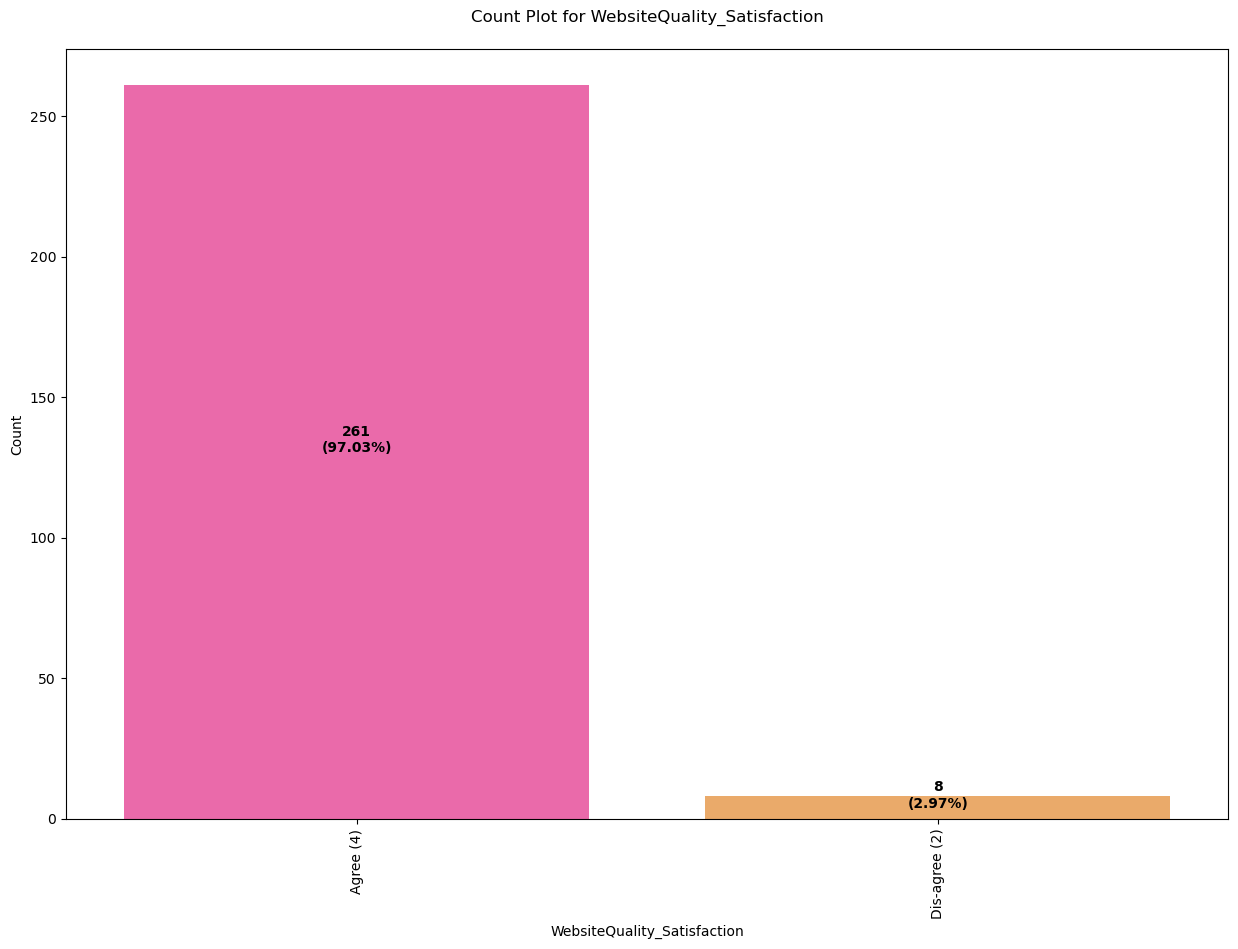 Count Plot for WebsiteQuality_Satisfaction
Count
250
200
150
100
50
0
261
(97.03%)
8
(2.97%)
Agree (4)
Dis-agree (2)
WebsiteQuality_Satisfaction